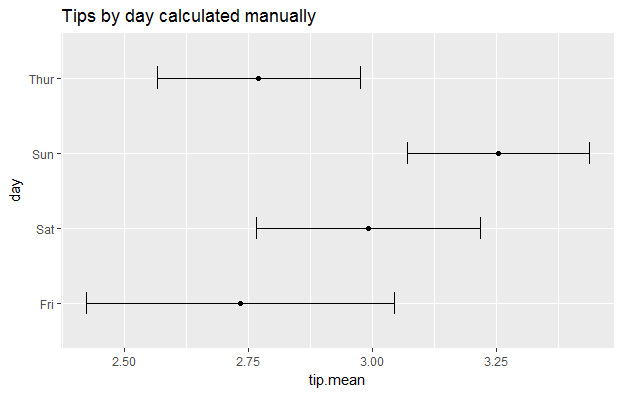 Tips by day calculated manually
Thur
Sun
Sat
Fri
day
2.50 2.75 3.00 3.25
tip.mean